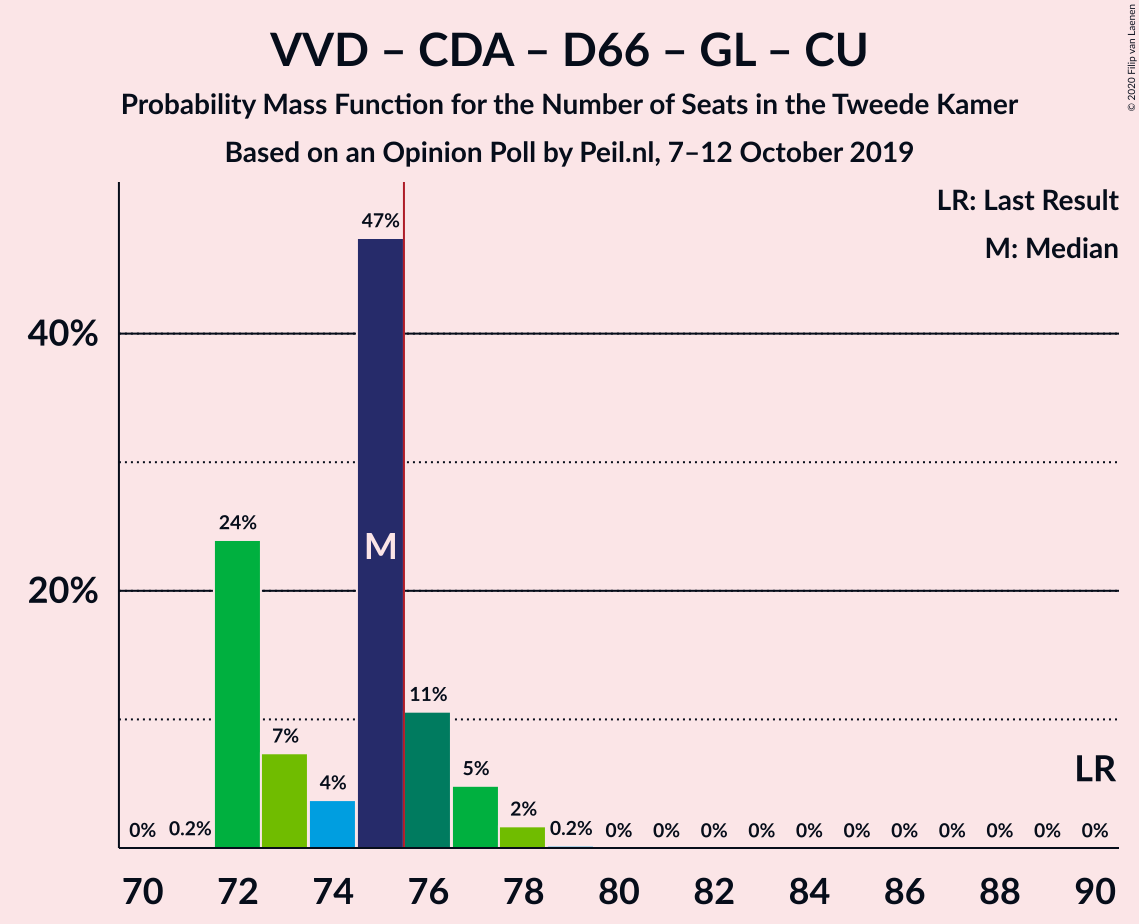 VVD – CDA – D66 – GL – CU
Probability Mass Function for the Number of Seats in the Tweede Kamer
Based on an Opinion Poll by Peil.nl, 7–12 October 2019
© 2020 Filip van Laenen
LR: Last Result
M: Median
40%
20%
0%
0.2%
24%
7%
4%
47%
M
11%
5%
2%
0.2%
0%
0%
0%
0%
0%
0%
0%
0%
0%
0%
0%
LR
70 72 74 76 78 80 82 84 86 88 90